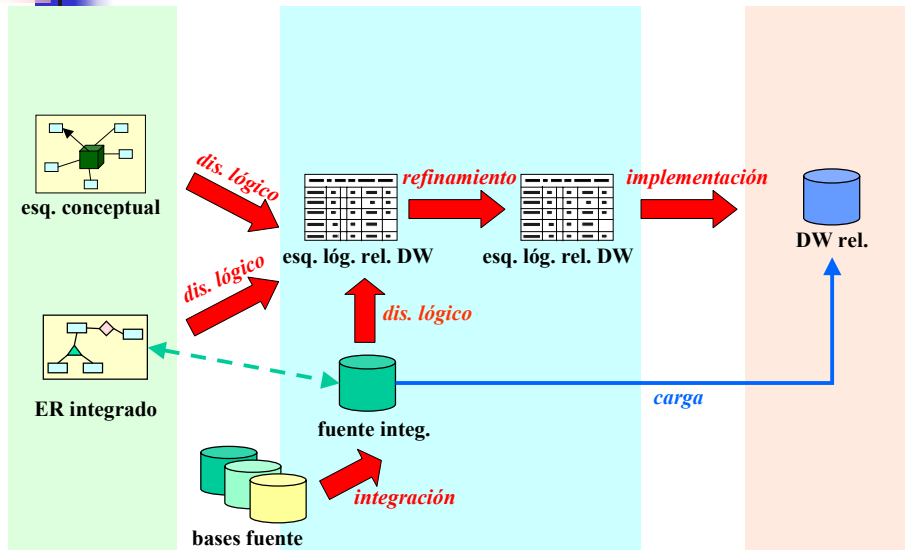 dis. lógico
esq. conceptual
refinamiento
implementación
esq. lóg. rel. DW
esq. lóg. rel. DW
DW rel.
dis. lógico
dis. lógico
ER integrado
carga
fuente integ.
integración
bases fuente